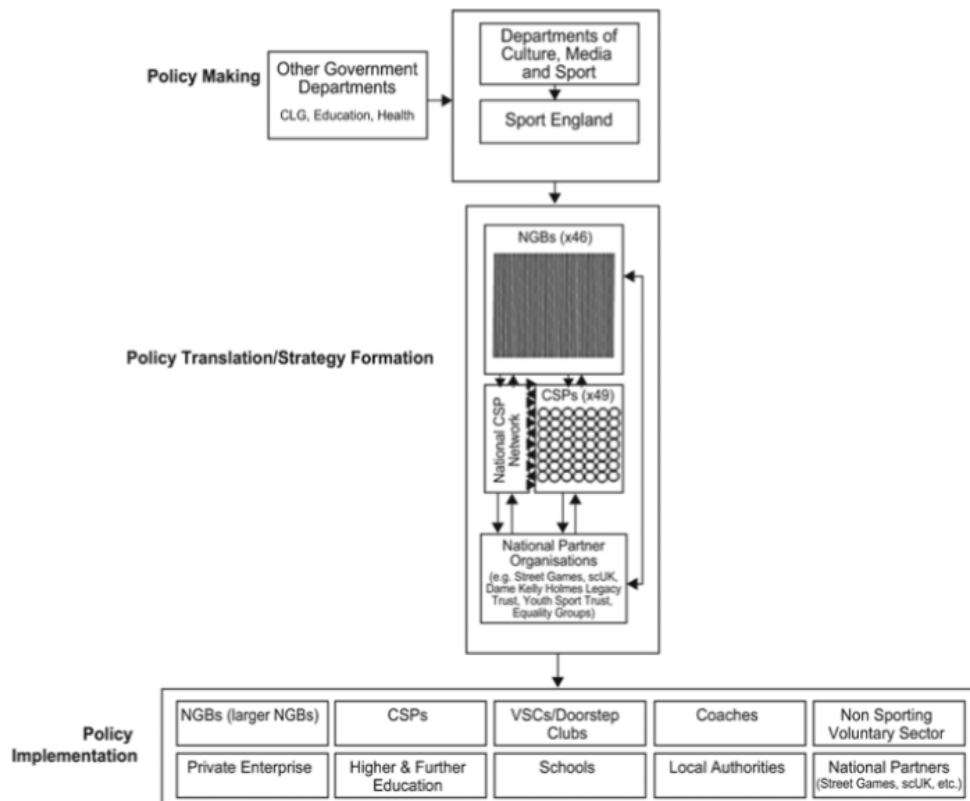 Policy Making
Other Government
Departments
CLG, Education, Health
Departments of
Culture, Media
and Sport
Sport England
Policy Translation/Strategy Formation
NGBs (x46)
National CSP
Network
CSPs (x49)
National Partner
Organisations
(e.g. Street Games, scUK,
Dame Kelly Holmes Legacy
Trust, Youth Sport Trust,
Equality Groups)
Policy
Implementation
NGBs (larger NGBs)
CSPs
VSCs/Doorstep
Clubs
Coaches
Non Sporting
Voluntary Sector
Private Enterprise
Higher & Further
Education
Schools
Local Authorities
National Partners
(Street Games, scUK, etc.)